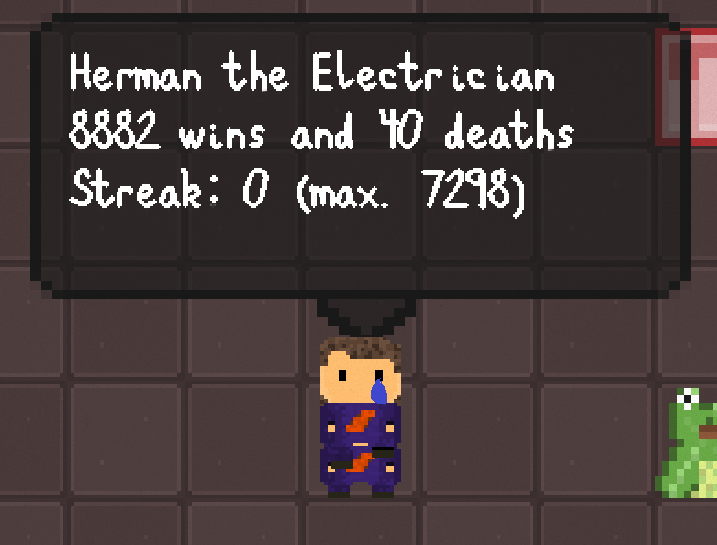 Herman the Electrician
8882 wins and 40 deaths
Streak: 0 (max. 7298)